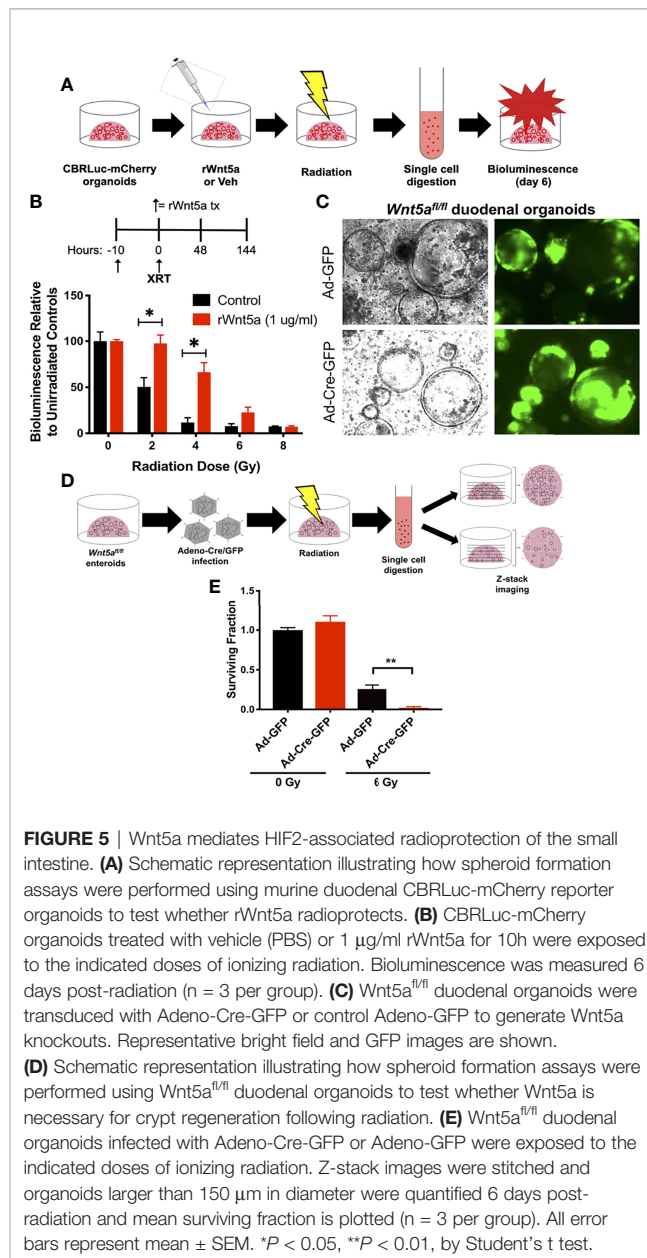 A
CBRLuc-mCherry
organoids
rWnt5a
or Veh
Radiation
Single cell
digestion
Bioluminescence
(day 6)
B
↑= rWnt5a tx
Hours: -10 0 48 144
XRT
Bioluminescence Relative
to Unirradiated Controls
100
50
0
*
*
Control
rWnt5a (1 ug/ml)
0 2 4 6 8
Radiation Dose (Gy)
C
Wnt5a^fl/fl duodenal organoids
Ad-GFP
Ad-Cre-GFP
D
Wnt5a^fl/fl
enteroids
Adeno-Cre/GFP
infection
Radiation
Single cell
digestion
Z-stack
imaging
E
Surviving Fraction
1.5
1.0
0.5
0.0
**
Ad-GFP
Ad-Cre-GFP
Ad-GFP
Ad-Cre-GFP
0 Gy 6 Gy
FIGURE 5 | Wnt5a mediates HIF2-associated radioprotection of the small
intestine. (A) Schematic representation illustrating how spheroid formation
assays were performed using murine duodenal CBRLuc-mCherry reporter
organoids to test whether rWnt5a radioprotects. (B) CBRLuc-mCherry
organoids treated with vehicle (PBS) or 1 μg/ml rWnt5a for 10h were exposed
to the indicated doses of ionizing radiation. Bioluminescence was measured 6
days post-radiation (n = 3 per group). (C) Wnt5a^fl/fl duodenal organoids were
transduced with Adeno-Cre-GFP or control Adeno-GFP to generate Wnt5a
knockouts. Representative bright field and GFP images are shown.
(D) Schematic representation illustrating how spheroid formation assays were
performed using Wnt5a^fl/fl duodenal organoids to test whether Wnt5a is
necessary for crypt regeneration following radiation. (E) Wnt5a^fl/fl duodenal
organoids infected with Adeno-Cre-GFP or Adeno-GFP were exposed to the
indicated doses of ionizing radiation. Z-stack images were stitched and
organoids larger than 150 μm in diameter were quantified 6 days post-
radiation and mean surviving fraction is plotted (n = 3 per group). All error
bars represent mean ± SEM. *P < 0.05, **P < 0.01, by Student's t test.